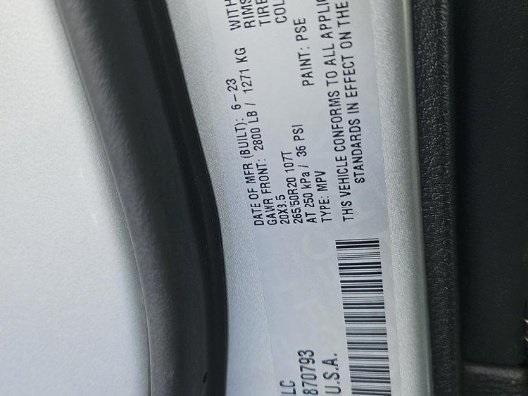 DATE OF MFR (BUILT): 6-23
GAWR FRONT: 2800 LB / 1271 KG WITH
20X8.5 RIMS
265/50R20 107T TIRE
AT 250 kPa / 36 PSI COL
TYPE: MPV PAINT: PSE
THIS VEHICLE CONFORMS TO ALL APPL
STANDARDS IN EFFECT ON THE
LC
870793
U.S.A.